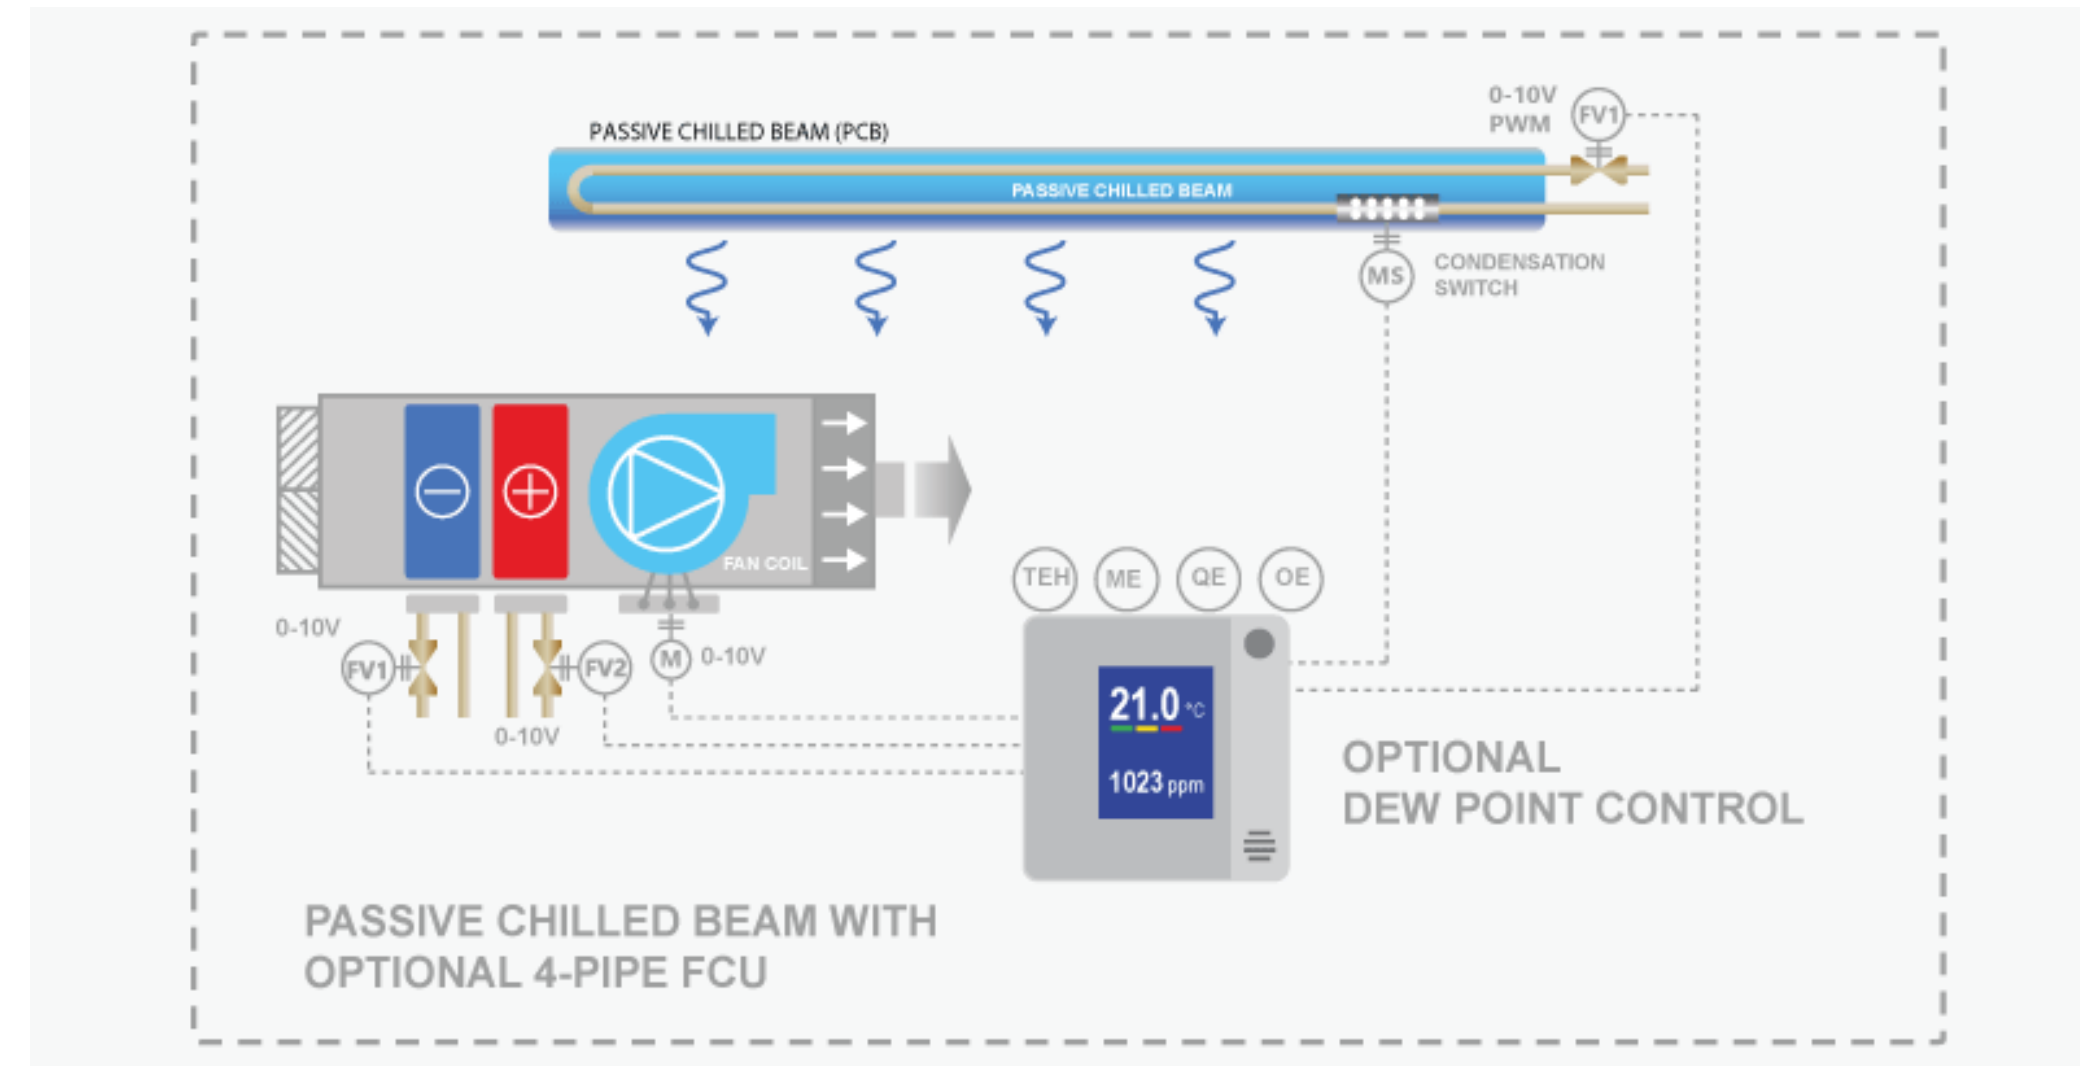 0-10V
PWM
FV1
PASSIVE CHILLED BEAM (PCB)
PASSIVE CHILLED BEAM
MS
CONDENSATION
SWITCH
FAN COIL
TEH
ME
QE
OE
0-10V
FV1
FV2
M
0-10V
0-10V
21.0 °C
1023 ppm
OPTIONAL
DEW POINT CONTROL
PASSIVE CHILLED BEAM WITH
OPTIONAL 4-PIPE FCU